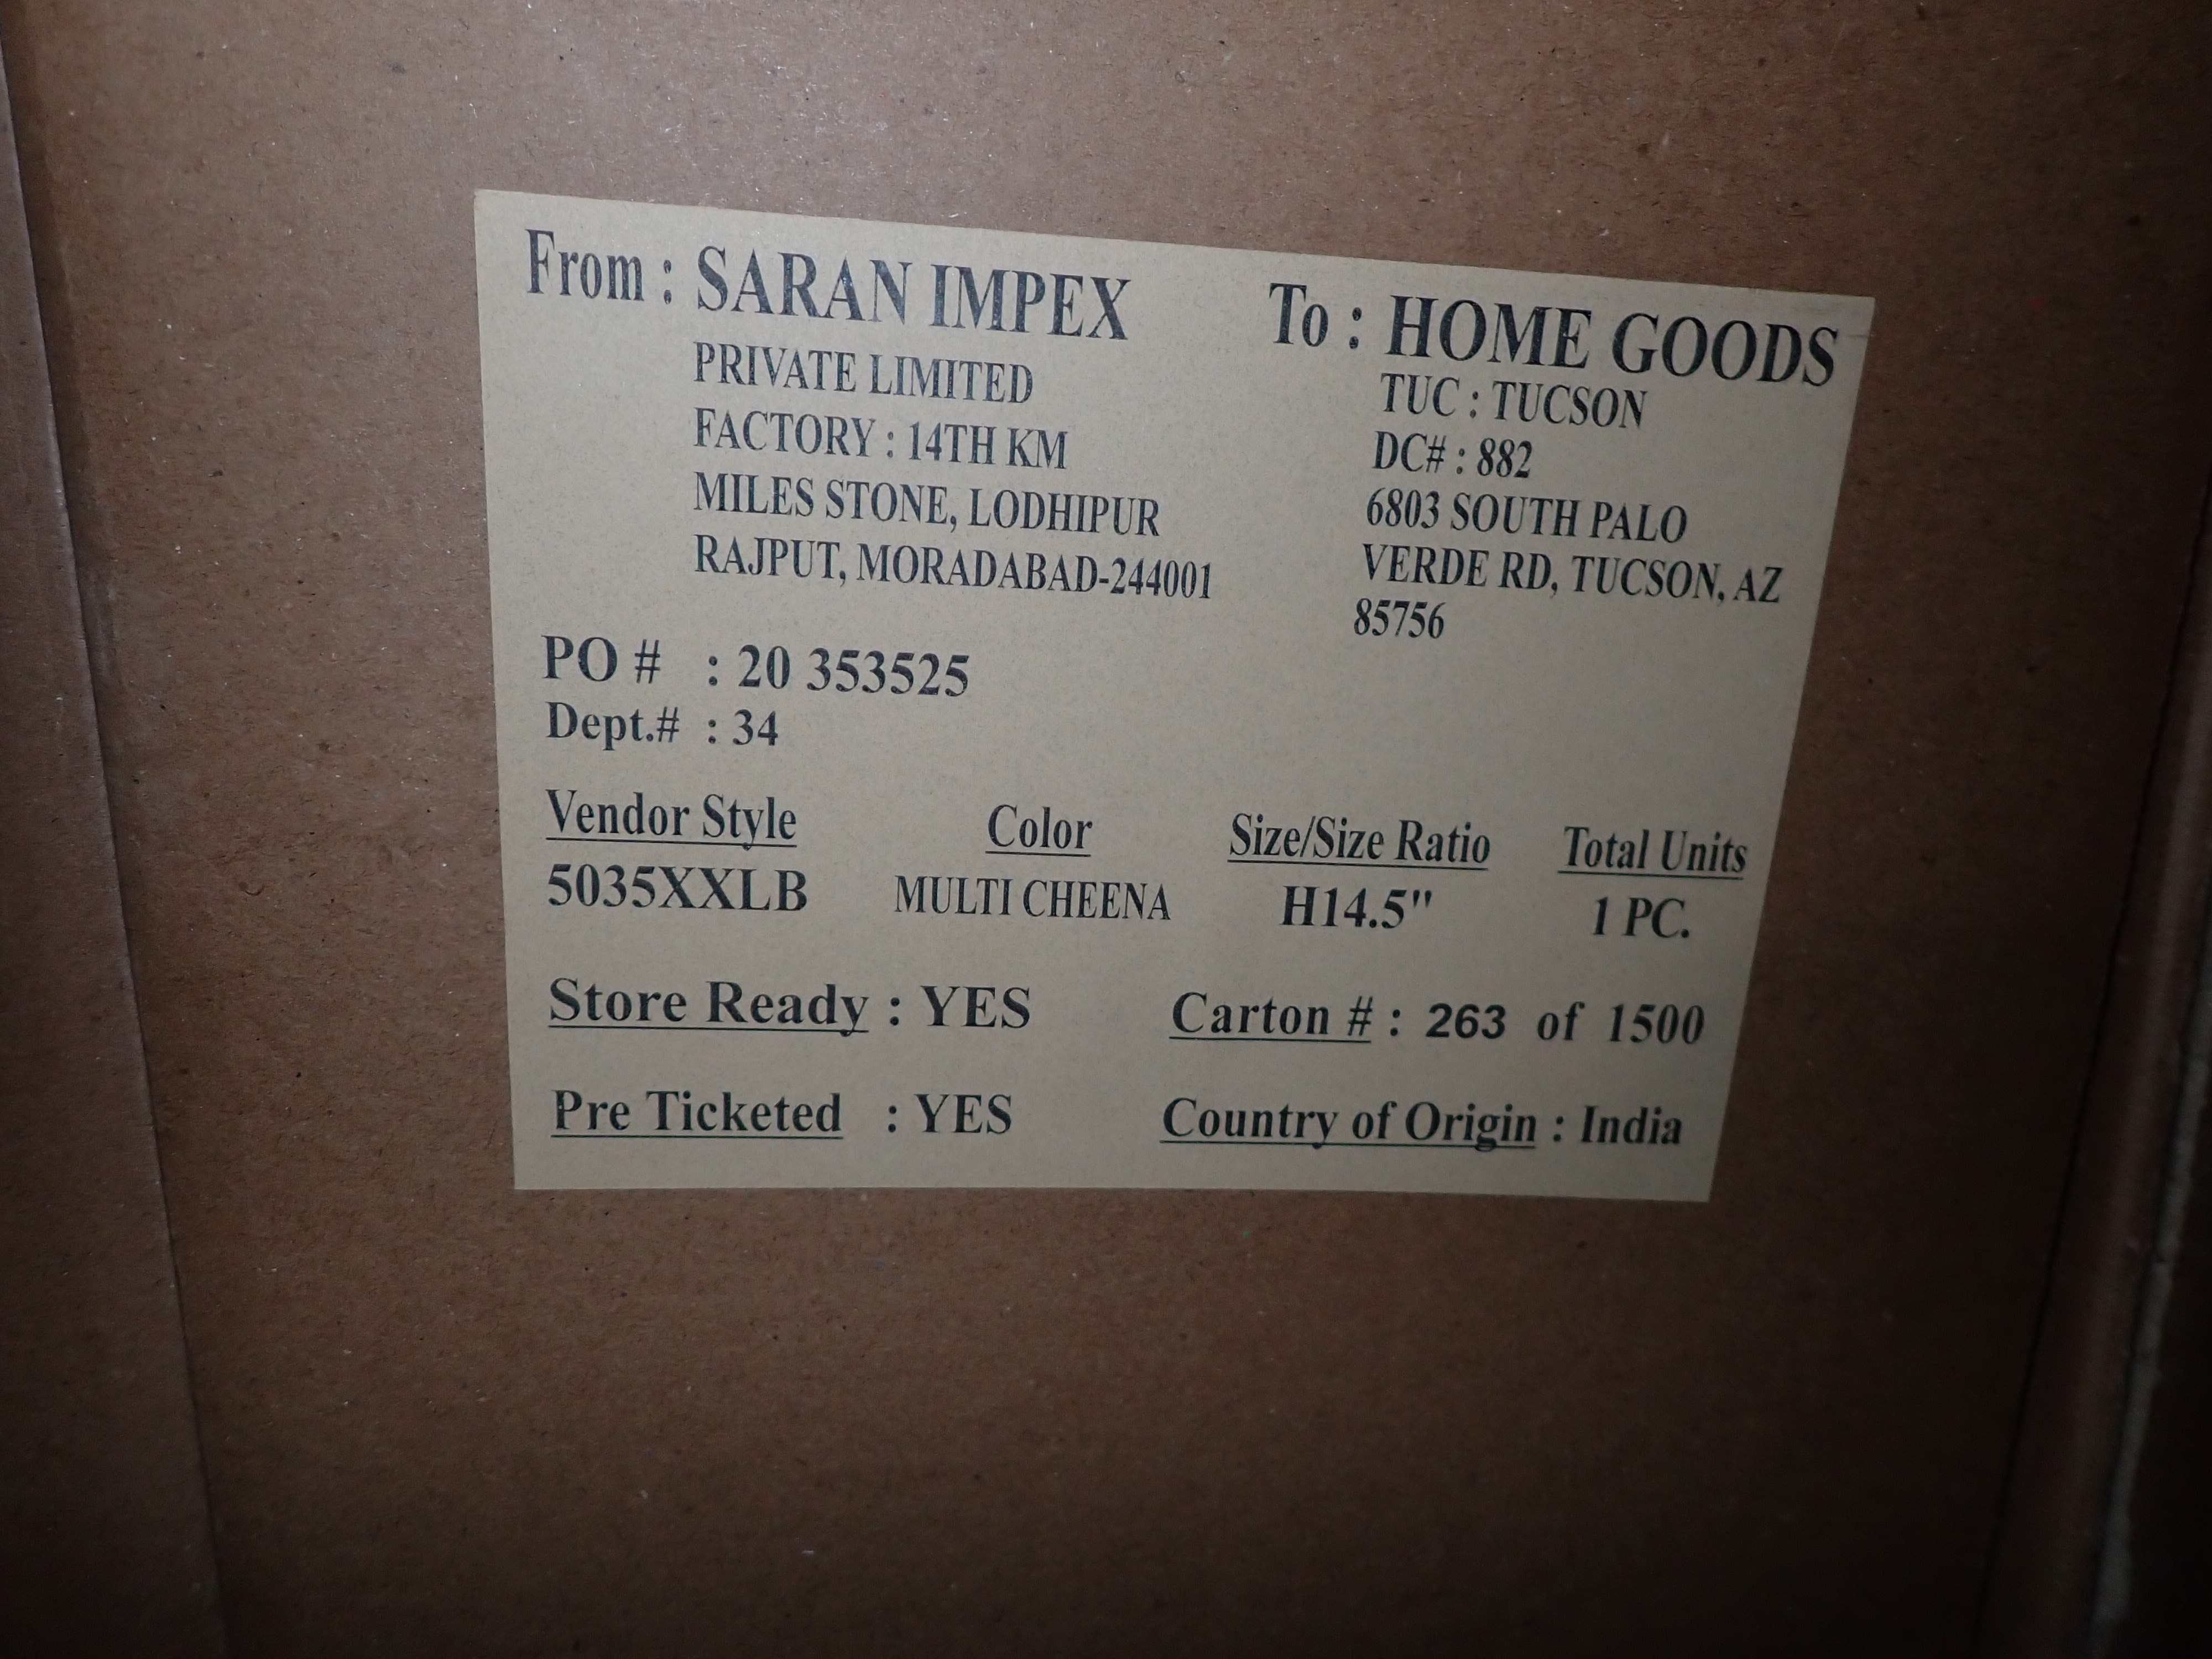 From : SARAN IMPEX
PRIVATE LIMITED
FACTORY : 14TH KM
MILES STONE, LODHIPUR
RAJPUT, MORADABAD-244001
To : HOME GOODS
TUC : TUCSON
DC# : 882
6803 SOUTH PALO
VERDE RD, TUCSON, AZ
85756
PO # : 20 353525
Dept.# : 34
Vendor Style Color Size/Size Ratio Total Units
5035XXLB MULTI CHEENA H14.5" 1 PC.
Store Ready : YES Carton # : 263 of 1500
Pre Ticketed : YES Country of Origin : India